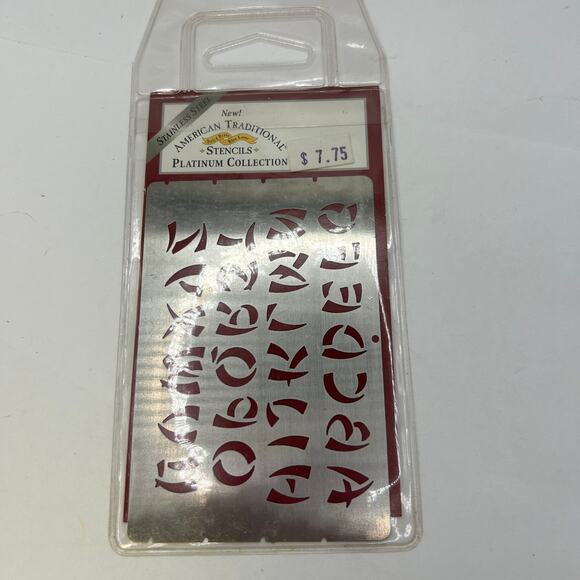 STAINLESS STEEL
New!
AMERICAN TRADITIONAL
STENCILS
PLATINUM COLLECTION
$ 7.75
A B C D E F G
H I J K L M N
O P Q R S T
U V W X Y Z